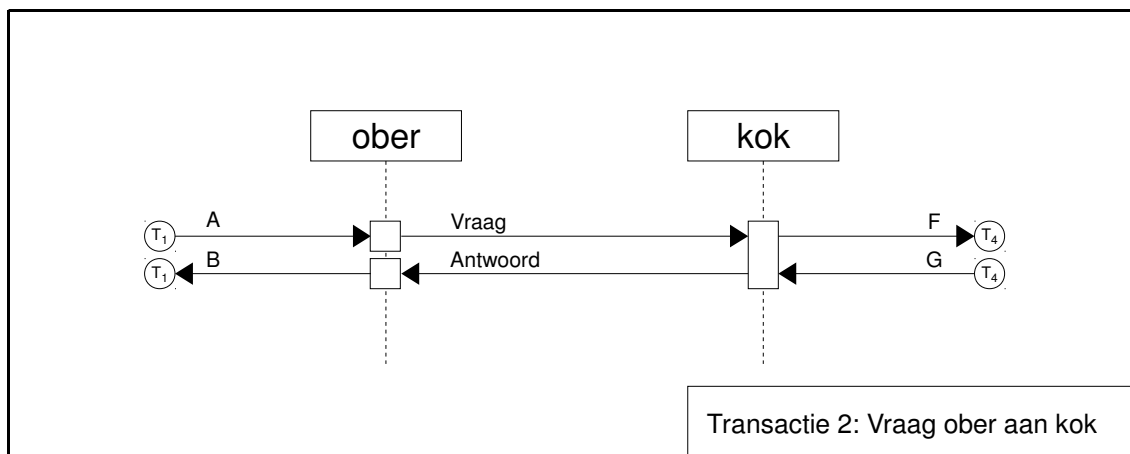 ober kok
A Vraag F
T1 T4
B Antwoord G
T1 T4
Transactie 2: Vraag ober aan kok